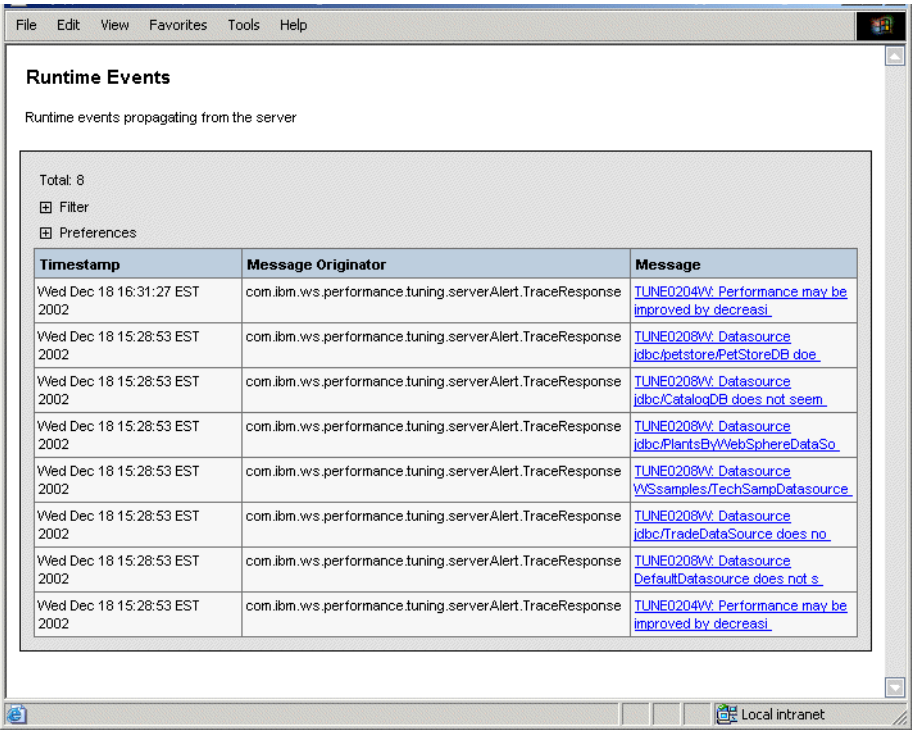 File Edit View Favorites Tools Help
Runtime Events
Runtime events propagating from the server
Total: 8
Filter
Preferences
Timestamp Message Originator Message
Wed Dec 18 16:31:27 EST com.ibm.ws.performance.tuning.serverAlert.TraceResponse TUNE0204W: Performance may be
2002 improved by decreasi
Wed Dec 18 15:28:53 EST com.ibm.ws.performance.tuning.serverAlert.TraceResponse TUNE0208W: Datasource
2002 jdbc/petstore/PetStoreDB doe
Wed Dec 18 15:28:53 EST com.ibm.ws.performance.tuning.serverAlert.TraceResponse TUNE0208W: Datasource
2002 jdbc/CatalogDB does not seem
Wed Dec 18 15:28:53 EST com.ibm.ws.performance.tuning.serverAlert.TraceResponse TUNE0208W: Datasource
2002 jdbc/PlantsByWebSphereDataSo
Wed Dec 18 15:28:53 EST com.ibm.ws.performance.tuning.serverAlert.TraceResponse TUNE0208W: Datasource
2002 WSsamples/TechSampDatasource
Wed Dec 18 15:28:53 EST com.ibm.ws.performance.tuning.serverAlert.TraceResponse TUNE0208W: Datasource
2002 jdbc/TradeDataSource does no
Wed Dec 18 15:28:53 EST com.ibm.ws.performance.tuning.serverAlert.TraceResponse TUNE0208W: Datasource
2002 DefaultDatasource does not s
Wed Dec 18 15:28:53 EST com.ibm.ws.performance.tuning.serverAlert.TraceResponse TUNE0204W: Performance may be
2002 improved by decreasi
Local intranet